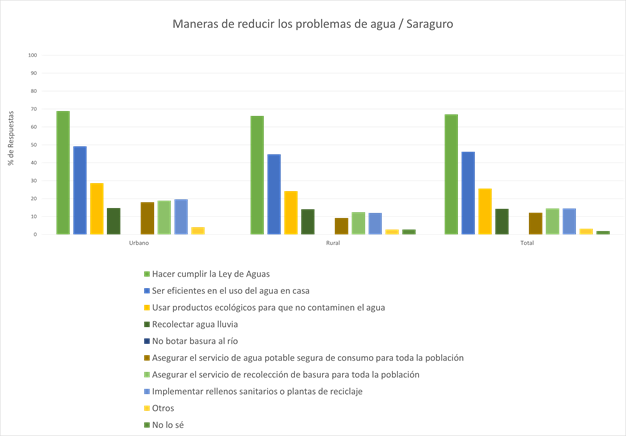 Maneras de reducir los problemas de agua / Saraguro
% de Respuestas
100
90
80
70
60
50
40
30
20
10
0
Urbano
Rural
Total
Hacer cumplir la Ley de Aguas
Ser eficientes en el uso del agua en casa
Usar productos ecológicos para que no contaminen el agua
Recolectar agua lluvia
No botar basura al río
Asegurar el servicio de agua potable segura de consumo para toda la población
Asegurar el servicio de recolección de basura para toda la población
Implementar rellenos sanitarios o plantas de reciclaje
Otros
No lo sé